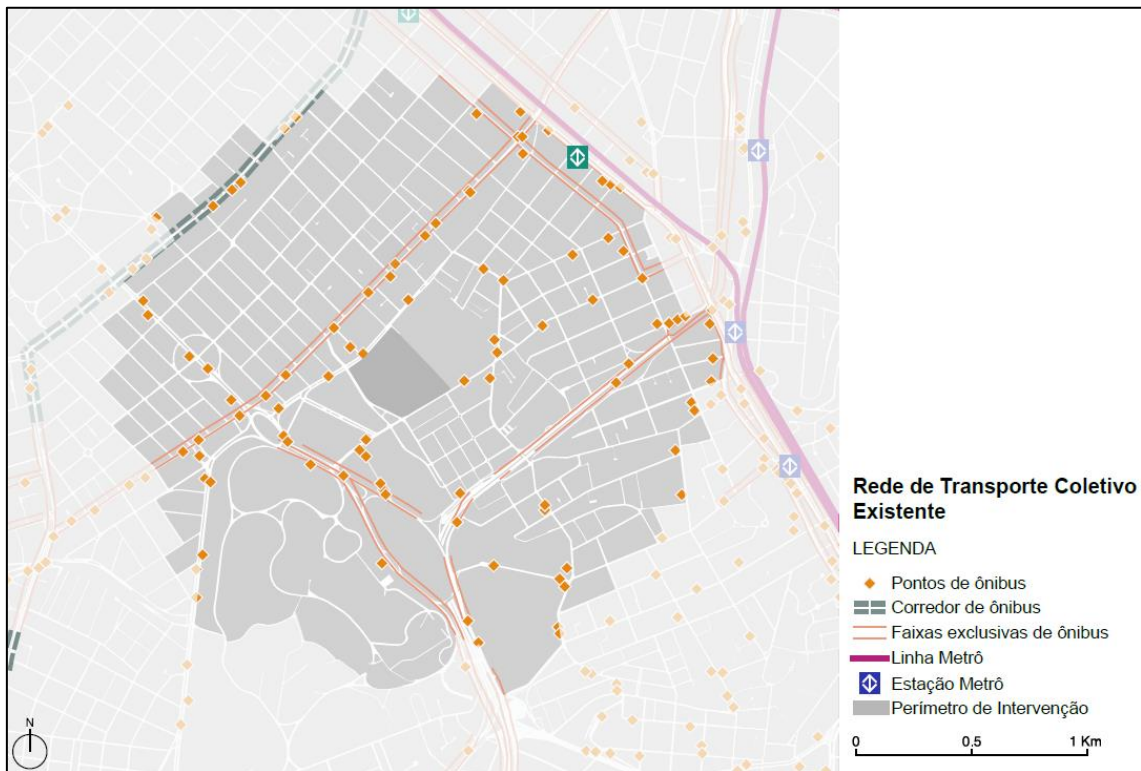 Rede de Transporte Coletivo
Existente
LEGENDA
Pontos de ônibus
Corredor de ônibus
Faixas exclusivas de ônibus
Linha Metrô
Estação Metrô
Perímetro de Intervenção
0 0.5 1 Km
N